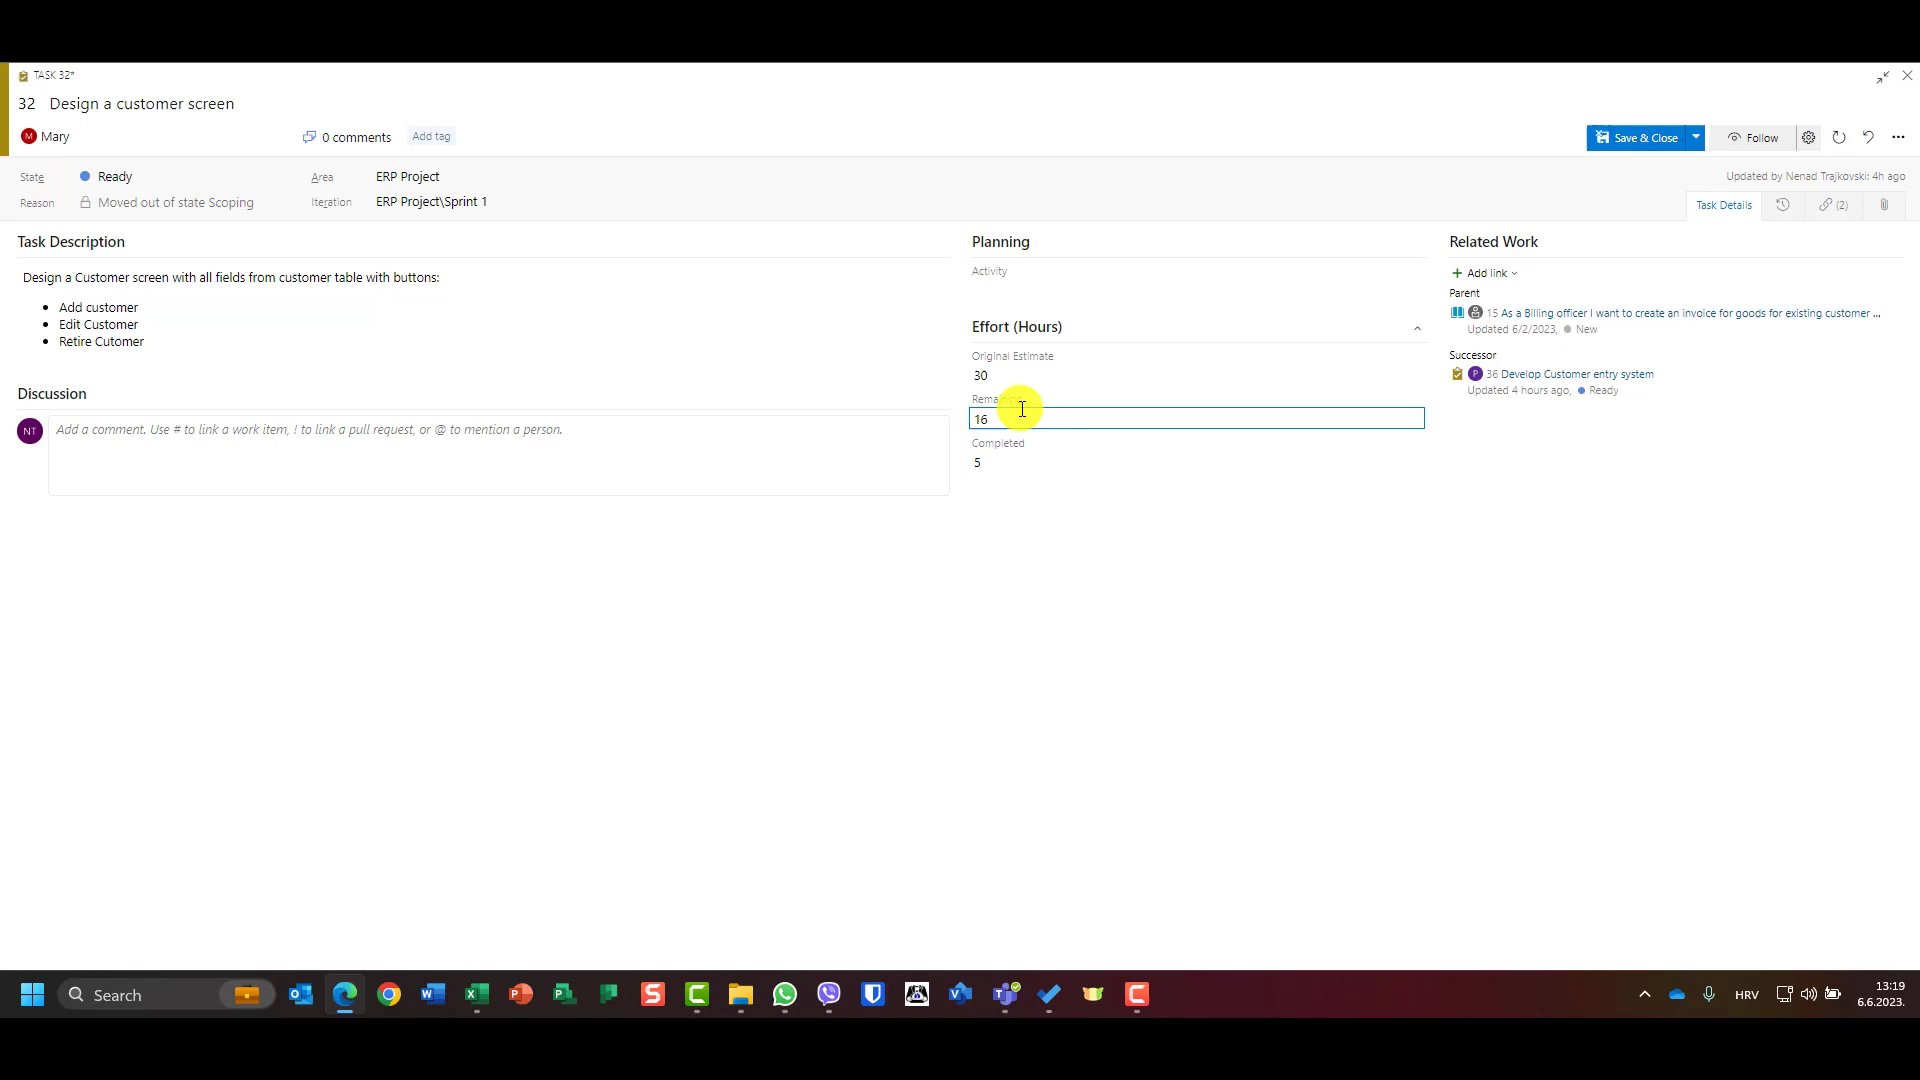 TASK 32*
32 Design a customer screen
M Mary
0 comments
Add tag
Save & Close
Follow
State
Ready
Area
ERP Project
Updated by Nenad Trajkovski: 4h ago
Reason
Moved out of state Scoping
Iteration
ERP Project\Sprint 1
Task Details
(2)
Task Description
Design a Customer screen with all fields from customer table with buttons:
Add customer
Edit Customer
Retire Cutomer
Discussion
NT
Add a comment. Use # to link a work item, ! to link a pull request, or @ to mention a person.
Planning
Activity
Effort (Hours)
Original Estimate
30
Remaining
16
Completed
5
Related Work
Add link
Parent
15 As a Billing officer I want to create an invoice for goods for existing customer ...
Updated 6/2/2023, New
Successor
P 36 Develop Customer entry system
Updated 4 hours ago, Ready
Search
HRV
13:19
6.6.2023.